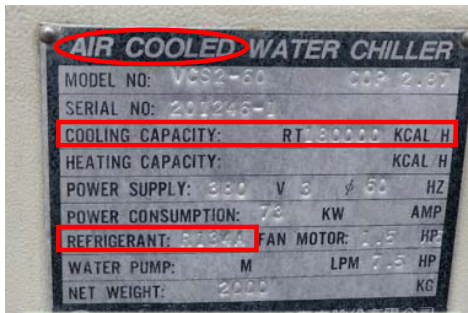 AIR COOLED WATER CHILLER
MODEL NO: VCS2-60 COP 2.87
SERIAL NO: 201246-1
COOLING CAPACITY: RT 180000 KCAL/H
HEATING CAPACITY: KCAL/H
POWER SUPPLY: 380 V 3 ϕ 60 HZ
POWER CONSUMPTION: 73 KW AMP
REFRIGERANT: R134A FAN MOTOR: 1.5 HP
WATER PUMP: M LPM 7.5 HP
NET WEIGHT: 2000 KG